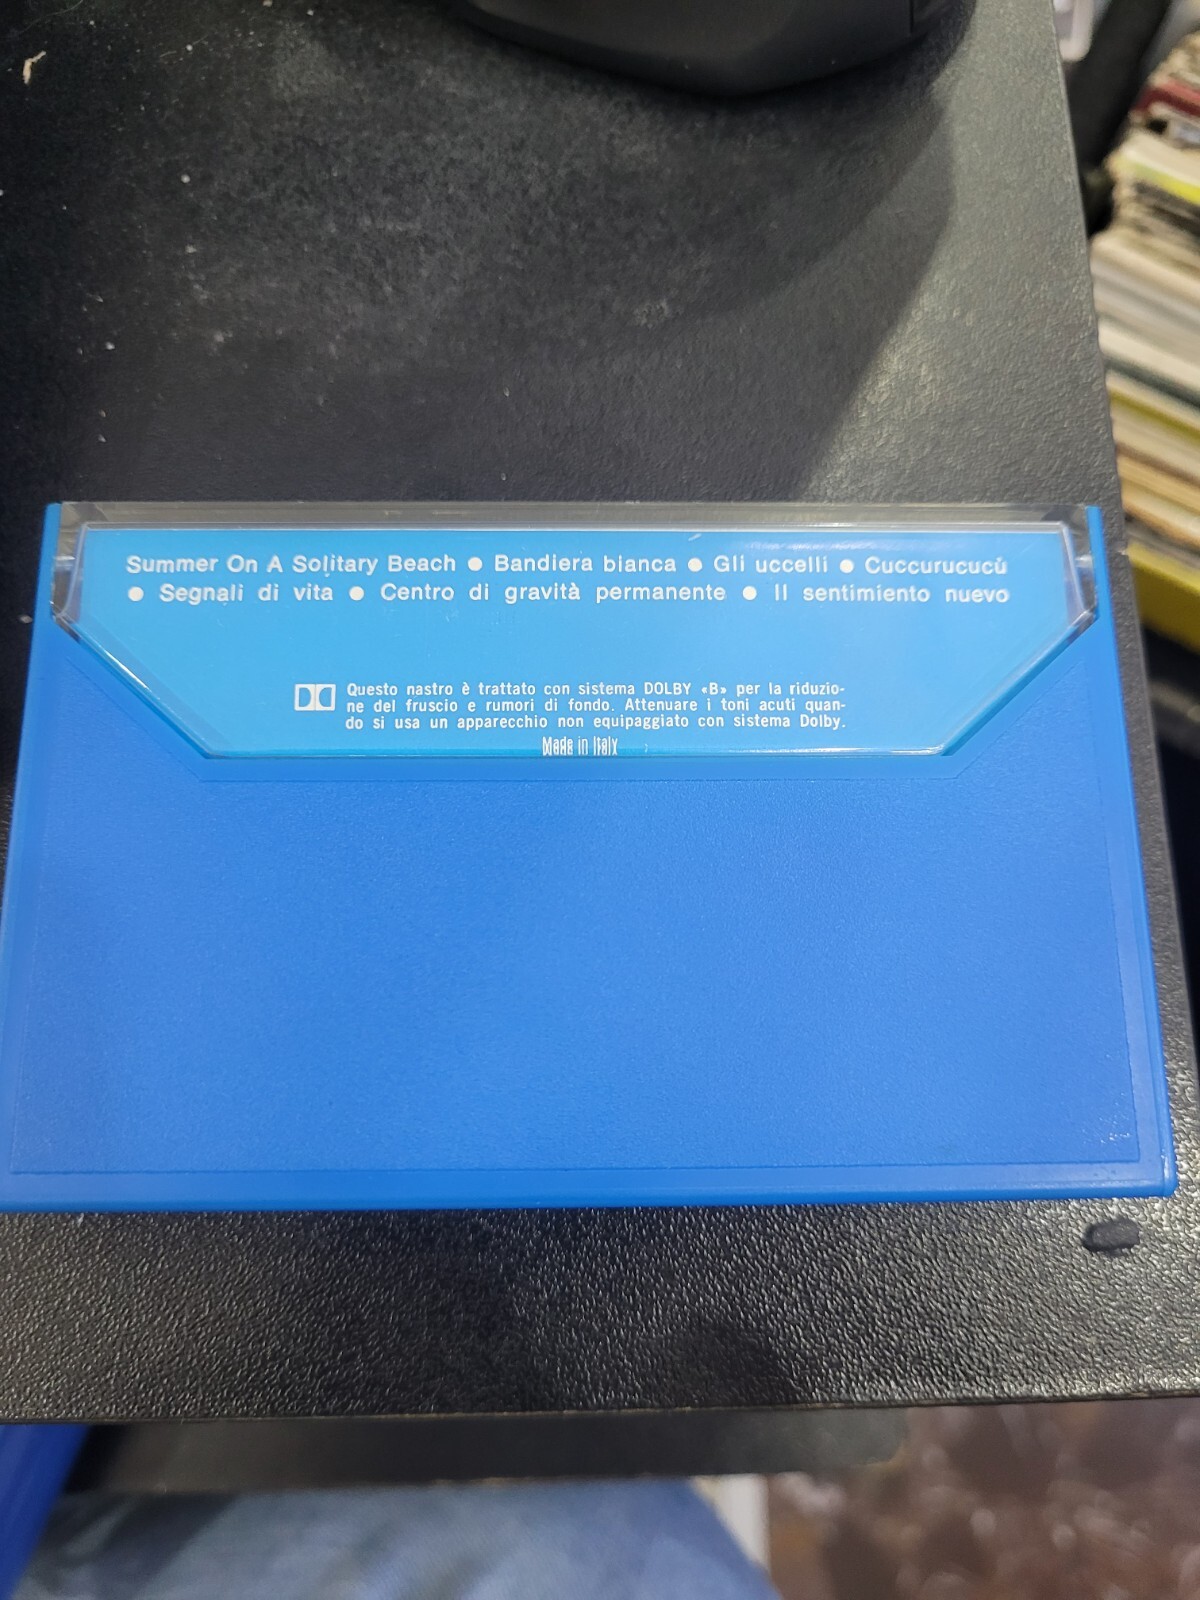 Summer On A Solitary Beach ● Bandiera bianca ● Gli uccelli ● Cuccurucucù
● Segnali di vita ● Centro di gravità permanente ● Il sentimiento nuevo
Questo nastro è trattato con sistema DOLBY «B» per la riduzio-
ne del fruscio e rumori di fondo. Attenuare i toni acuti quan-
do si usa un apparecchio non equipaggiato con sistema Dolby.
Made in Italy